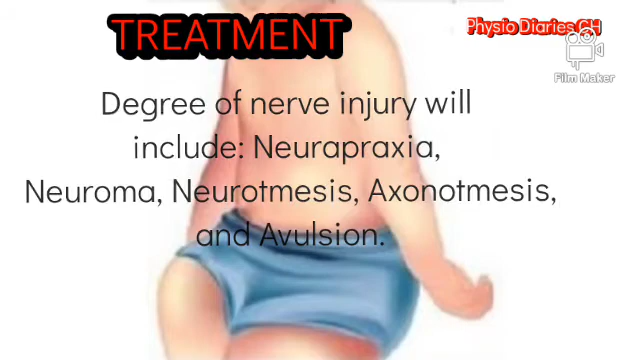 TREATMENT
Physio Diaries GH
Film Maker
Degree of nerve injury will
include: Neurapraxia,
Neuroma, Neurotmesis, Axonotmesis,
and Avulsion.